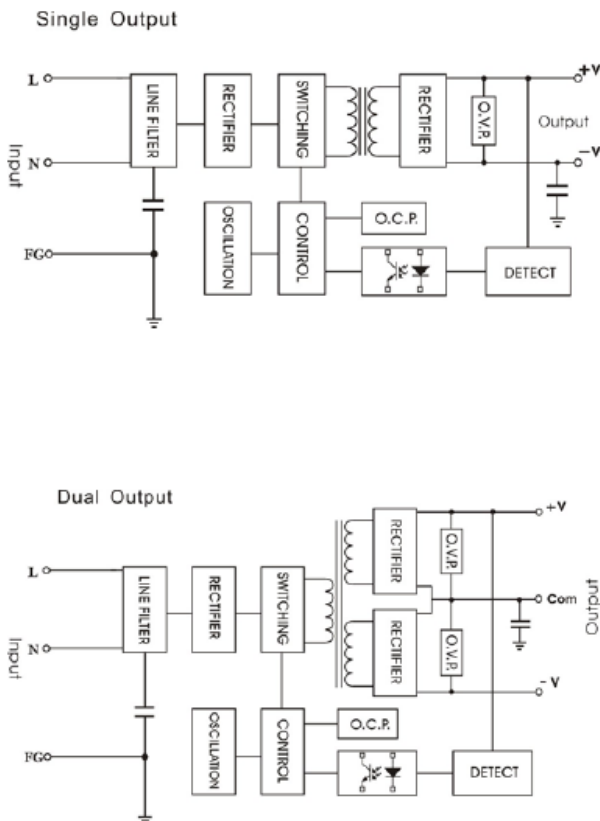 Single Output
L
LINE FILTER
RECTIFIER
SWITCHING
RECTIFIER
O.V.P.
+V
Output
Input
N
-V
FG
OSCILLATION
CONTROL
O.C.P.
DETECT
Dual Output
L
LINE FILTER
RECTIFIER
SWITCHING
RECTIFIER
O.V.P.
+V
Com
Output
Input
N
RECTIFIER
O.V.P.
- V
FG
OSCILLATION
CONTROL
O.C.P.
DETECT